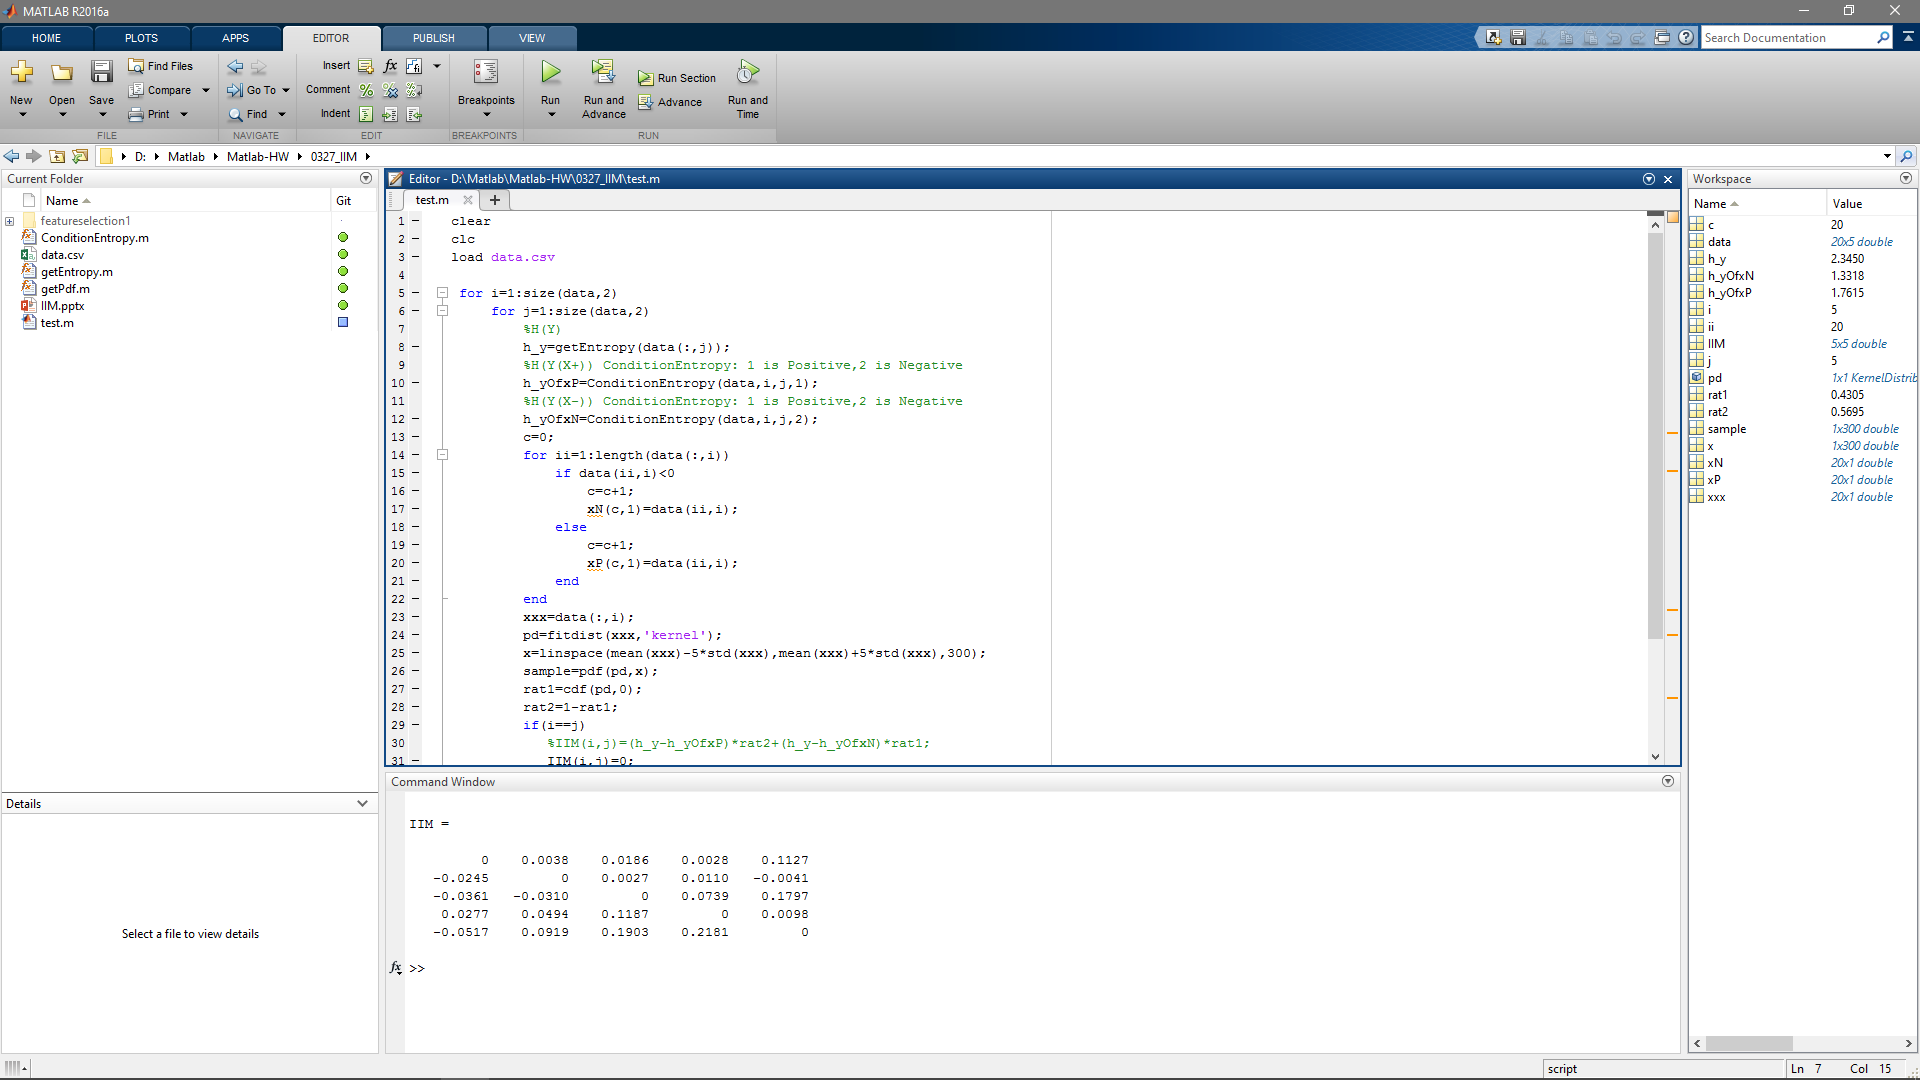 MATLAB R2016a
HOME PLOTS APPS EDITOR PUBLISH VIEW
Search Documentation
New
Open
Save
Find Files
Compare
Print
FILE
Go To
Find
NAVIGATE
Insert
Comment
Indent
EDIT
Breakpoints
BREAKPOINTS
Run
Run and Advance
Run Section
Advance
Run and Time
RUN
D: Matlab Matlab-HW 0327_IIM
Current Folder
Name Git
featureselection1
ConditionEntropy.m
data.csv
getEntropy.m
getPdf.m
IIM.pptx
test.m
Details
Select a file to view details
Editor - D:\Matlab\Matlab-HW\0327_IIM\test.m
test.m
1 clear
2 clc
3 load data.csv
4
5 for i=1:size(data,2)
6 for j=1:size(data,2)
7 %H(Y)
8 h_y=getEntropy(data(:,j));
9 %H(Y(X+)) ConditionEntropy: 1 is Positive,2 is Negative
10 h_yOfxP=ConditionEntropy(data,i,j,1);
11 %H(Y(X-)) ConditionEntropy: 1 is Positive,2 is Negative
12 h_yOfxN=ConditionEntropy(data,i,j,2);
13 c=0;
14 for ii=1:length(data(:,i))
15 if data(ii,i)<0
16 c=c+1;
17 xN(c,1)=data(ii,i);
18 else
19 c=c+1;
20 xP(c,1)=data(ii,i);
21 end
22 end
23 xxx=data(:,i);
24 pd=fitdist(xxx,'kernel');
25 x=linspace(mean(xxx)-5*std(xxx),mean(xxx)+5*std(xxx),300);
26 sample=pdf(pd,x);
27 rat1=cdf(pd,0);
28 rat2=1-rat1;
29 if(i==j)
30 %IIM(i,j)=(h_y-h_yOfxP)*rat2+(h_y-h_yOfxN)*rat1;
31 IIM(i,j)=0;
Command Window
IIM =
0 0.0038 0.0186 0.0028 0.1127
-0.0245 0 0.0027 0.0110 -0.0041
-0.0361 -0.0310 0 0.0739 0.1797
0.0277 0.0494 0.1187 0 0.0098
-0.0517 0.0919 0.1903 0.2181 0
fx >>
Workspace
Name Value
c 20
data 20x5 double
h_y 2.3450
h_yOfxN 1.3318
h_yOfxP 1.7615
i 5
ii 20
IIM 5x5 double
j 5
pd 1x1 KernelDistrib
rat1 0.4305
rat2 0.5695
sample 1x300 double
x 1x300 double
xN 20x1 double
xP 20x1 double
xxx 20x1 double
script
Ln 7 Col 15